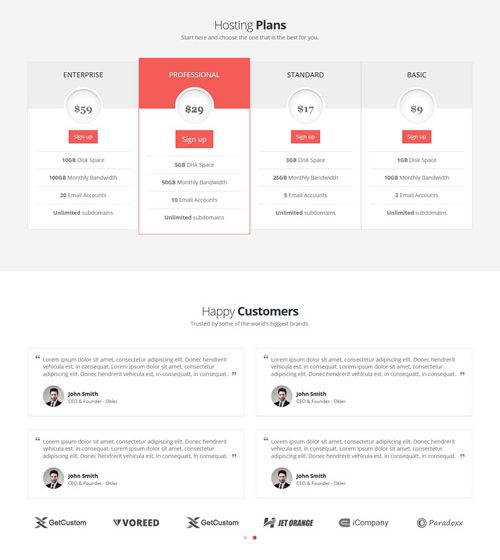 Hosting Plans
Start here and choose the one that is the best for you.
ENTERPRISE
$59
Sign up
10GB Disk Space
100GB Monthly Bandwidth
20 Email Accounts
Unlimited subdomains
PROFESSIONAL
$29
Sign up
5GB Disk Space
50GB Monthly Bandwidth
10 Email Accounts
Unlimited subdomains
STANDARD
$17
Sign up
3GB Disk Space
25GB Monthly Bandwidth
5 Email Accounts
Unlimited subdomains
BASIC
$9
Sign up
1GB Disk Space
10GB Monthly Bandwidth
2 Email Accounts
Unlimited subdomains
Happy Customers
Trusted by some of the world's biggest brands.
“ Lorem ipsum dolor sit amet, consectetur adipiscing elit. Donec hendrerit
vehicula est, in consequat. Lorem ipsum dolor sit amet, consectetur
adipiscing elit. Donec hendrerit vehicula est, in consequatt, in consequat. ”
John Smith
CEO & Founder - Okler
“ Lorem ipsum dolor sit amet, consectetur adipiscing elit. Donec hendrerit
vehicula est, in consequat. Lorem ipsum dolor sit amet, consectetur
adipiscing elit. Donec hendrerit vehicula est, in consequatt, in consequat. ”
John Smith
CEO & Founder - Okler
“ Lorem ipsum dolor sit amet, consectetur adipiscing elit. Donec hendrerit
vehicula est, in consequat. Lorem ipsum dolor sit amet, consectetur
adipiscing elit. Donec hendrerit vehicula est, in consequatt, in consequat. ”
John Smith
CEO & Founder - Okler
“ Lorem ipsum dolor sit amet, consectetur adipiscing elit. Donec hendrerit
vehicula est, in consequat. Lorem ipsum dolor sit amet, consectetur
adipiscing elit. Donec hendrerit vehicula est, in consequatt, in consequat. ”
John Smith
CEO & Founder - Okler
GetCustom
VOREED
GetCustom
JET ORANGE
iCompany
Paradoxx